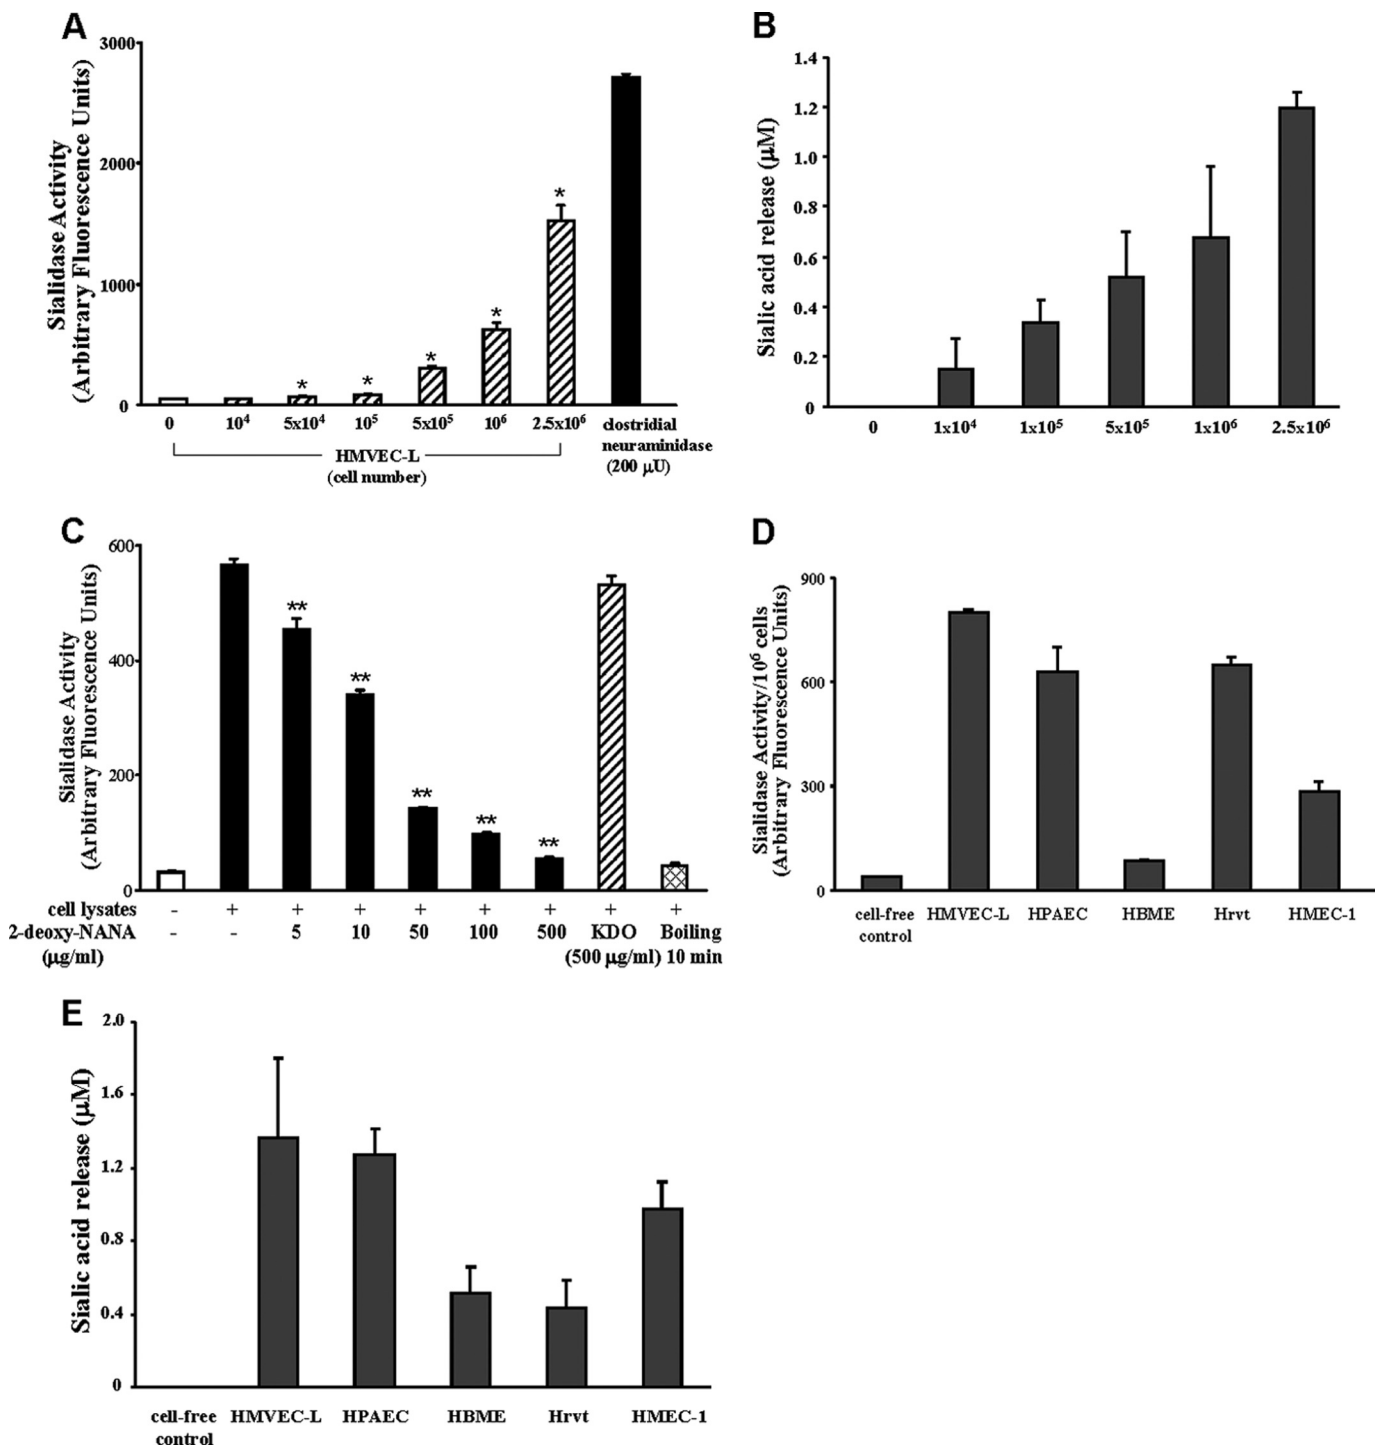 A
Sialidase Activity
(Arbitrary Fluorescence Units)
3000
2000
1000
0
* * * * *
0 10⁴ 5x10⁴ 10⁵ 5x10⁵ 10⁶ 2.5x10⁶ clostridial
neuraminidase
(200 µU)
HMVEC-L
(cell number)
B
Sialic acid release (µM)
1.4
1.2
1.0
0.8
0.6
0.4
0.2
0
0 1x10⁴ 1x10⁵ 5x10⁵ 1x10⁶ 2.5x10⁶
C
Sialidase Activity
(Arbitrary Fluorescence Units)
600
400
200
0
** ** ** ** **
cell lysates - + + + + + + + +
2-deoxy-NANA - - 5 10 50 100 500 KDO Boiling
(µg/ml) (500 µg/ml) 10 min
D
Sialidase Activity/10⁶ cells
(Arbitrary Fluorescence Units)
900
600
300
0
cell-free HMVEC-L HPAEC HBME Hrvt HMEC-1
control
E
Sialic acid release (µM)
2.0
1.6
1.2
0.8
0.4
0
cell-free HMVEC-L HPAEC HBME Hrvt HMEC-1
control